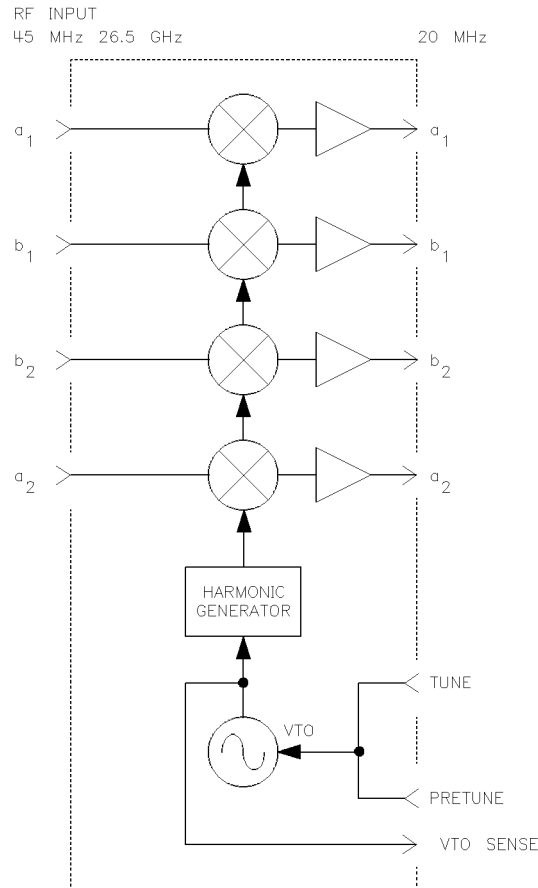 RF INPUT
45 MHz 26.5 GHz
20 MHz
a1
a1
b1
b1
b2
b2
a2
a2
HARMONIC
GENERATOR
TUNE
VTO
PRETUNE
VTO SENSE